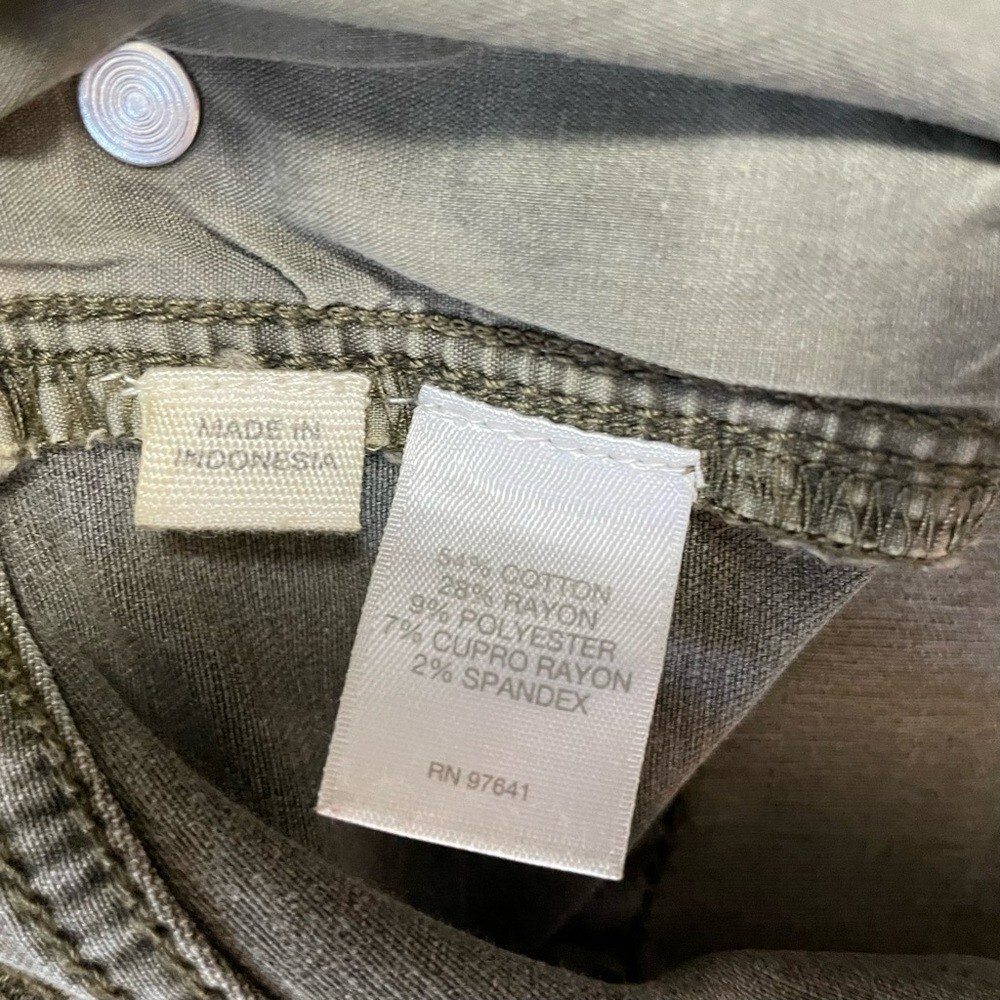 MADE IN
INDONESIA
54% COTTON
28% RAYON
9% POLYESTER
7% CUPRO RAYON
2% SPANDEX
RN 97641